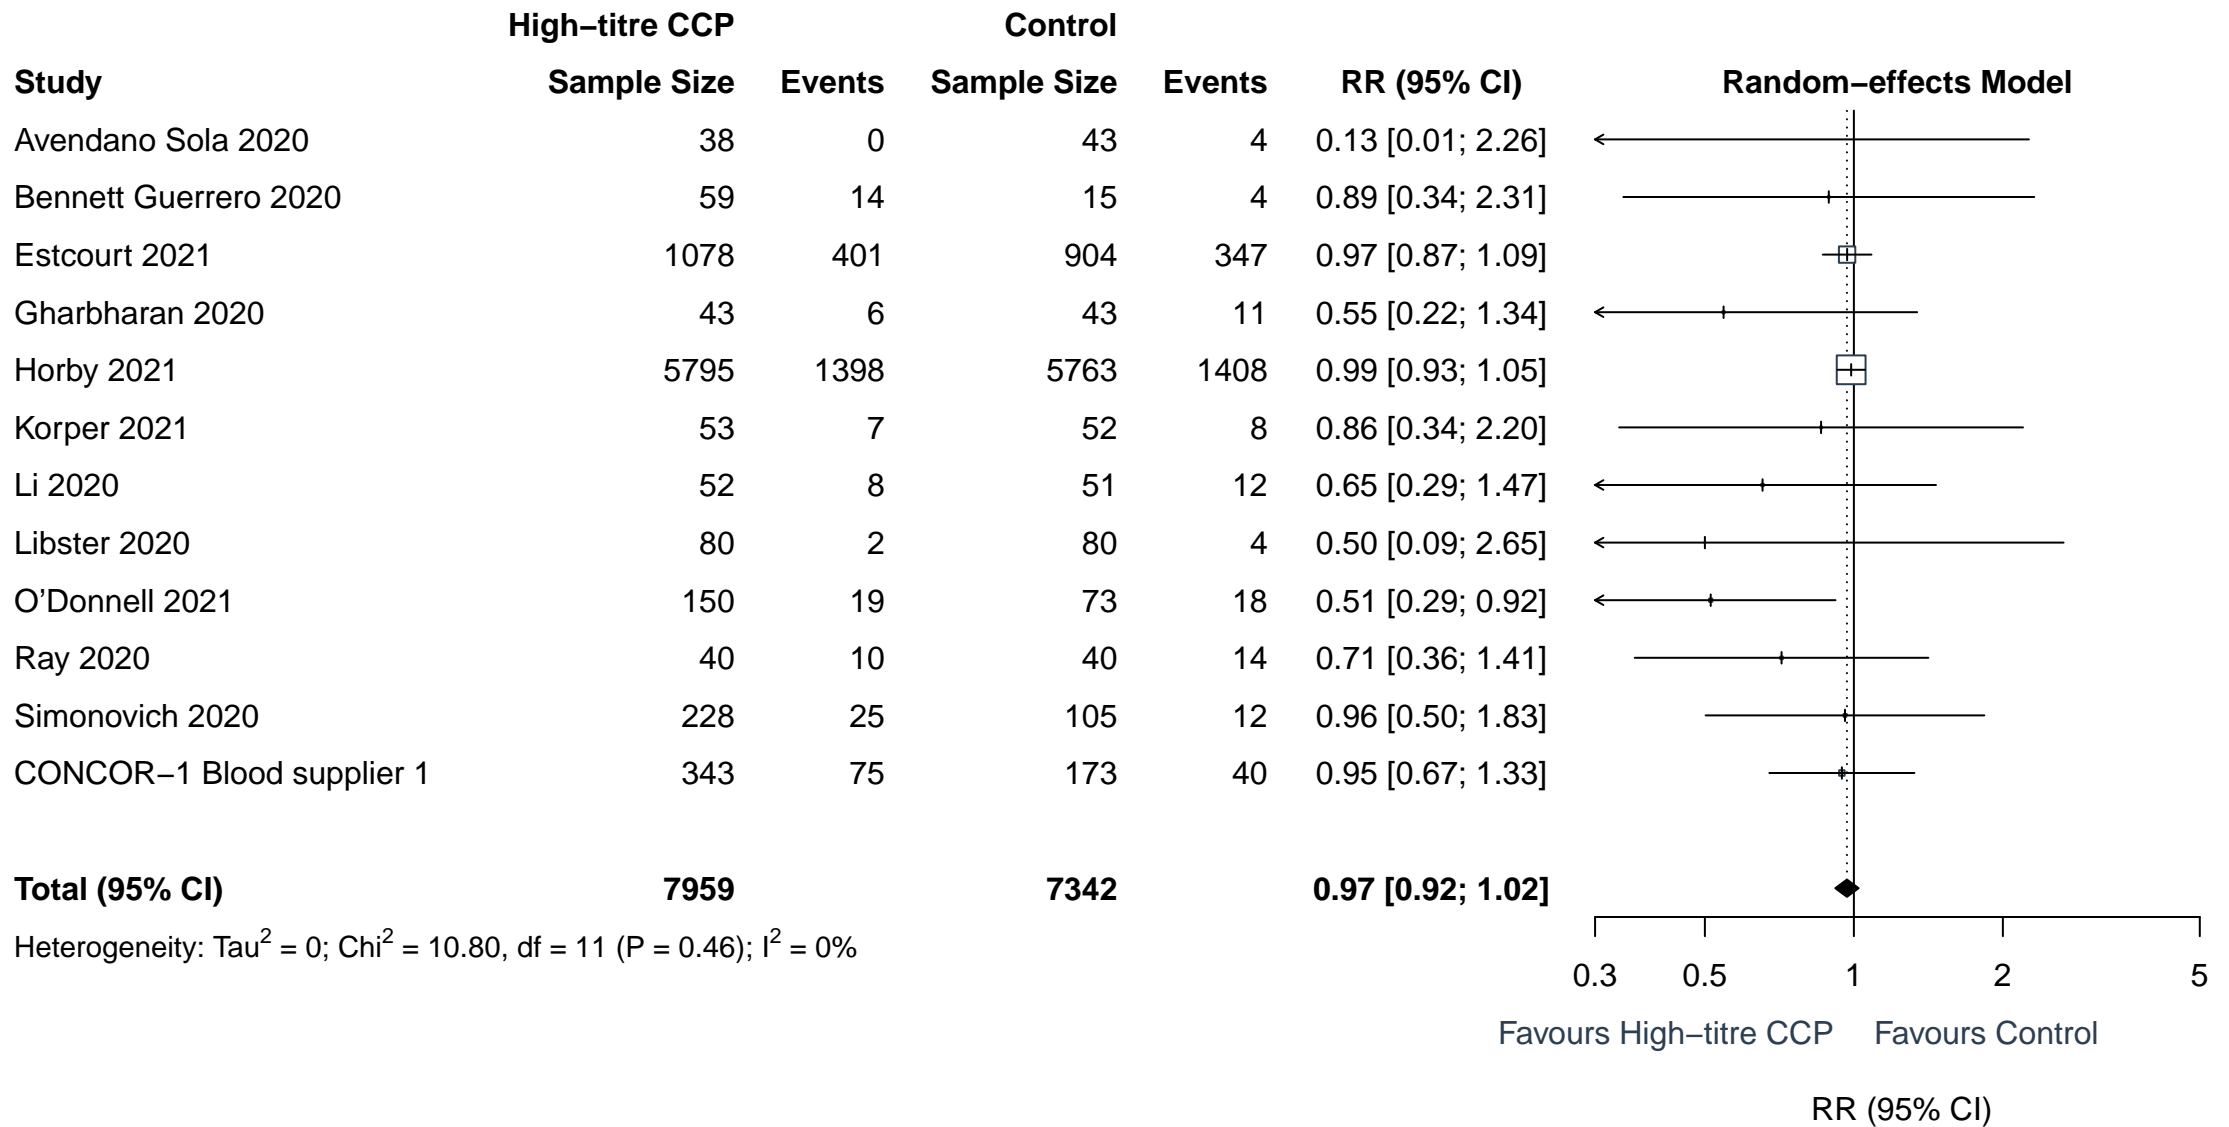 High−titre CCP Control
Study Sample Size Events Sample Size Events RR (95% CI) Random−effects Model
Avendano Sola 2020 38 0 43 4 0.13 [0.01; 2.26]
Bennett Guerrero 2020 59 14 15 4 0.89 [0.34; 2.31]
Estcourt 2021 1078 401 904 347 0.97 [0.87; 1.09]
Gharbharan 2020 43 6 43 11 0.55 [0.22; 1.34]
Horby 2021 5795 1398 5763 1408 0.99 [0.93; 1.05]
Korper 2021 53 7 52 8 0.86 [0.34; 2.20]
Li 2020 52 8 51 12 0.65 [0.29; 1.47]
Libster 2020 80 2 80 4 0.50 [0.09; 2.65]
O’Donnell 2021 150 19 73 18 0.51 [0.29; 0.92]
Ray 2020 40 10 40 14 0.71 [0.36; 1.41]
Simonovich 2020 228 25 105 12 0.96 [0.50; 1.83]
CONCOR−1 Blood supplier 1 343 75 173 40 0.95 [0.67; 1.33]
Total (95% CI) 7959 7342 0.97 [0.92; 1.02]
Heterogeneity: Tau² = 0; Chi² = 10.80, df = 11 (P = 0.46); I² = 0%
0.3 0.5 1 2 5
Favours High−titre CCP Favours Control
RR (95% CI)